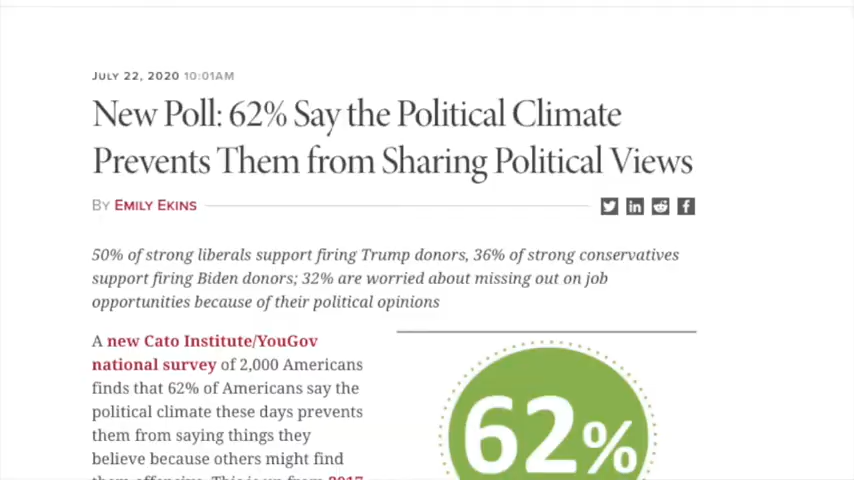 JULY 22, 2020 10:01AM
New Poll: 62% Say the Political Climate
Prevents Them from Sharing Political Views
BY EMILY EKINS
50% of strong liberals support firing Trump donors, 36% of strong conservatives
support firing Biden donors; 32% are worried about missing out on job
opportunities because of their political opinions
A new Cato Institute/YouGov
national survey of 2,000 Americans
finds that 62% of Americans say the
political climate these days prevents
them from saying things they
believe because others might find
62%